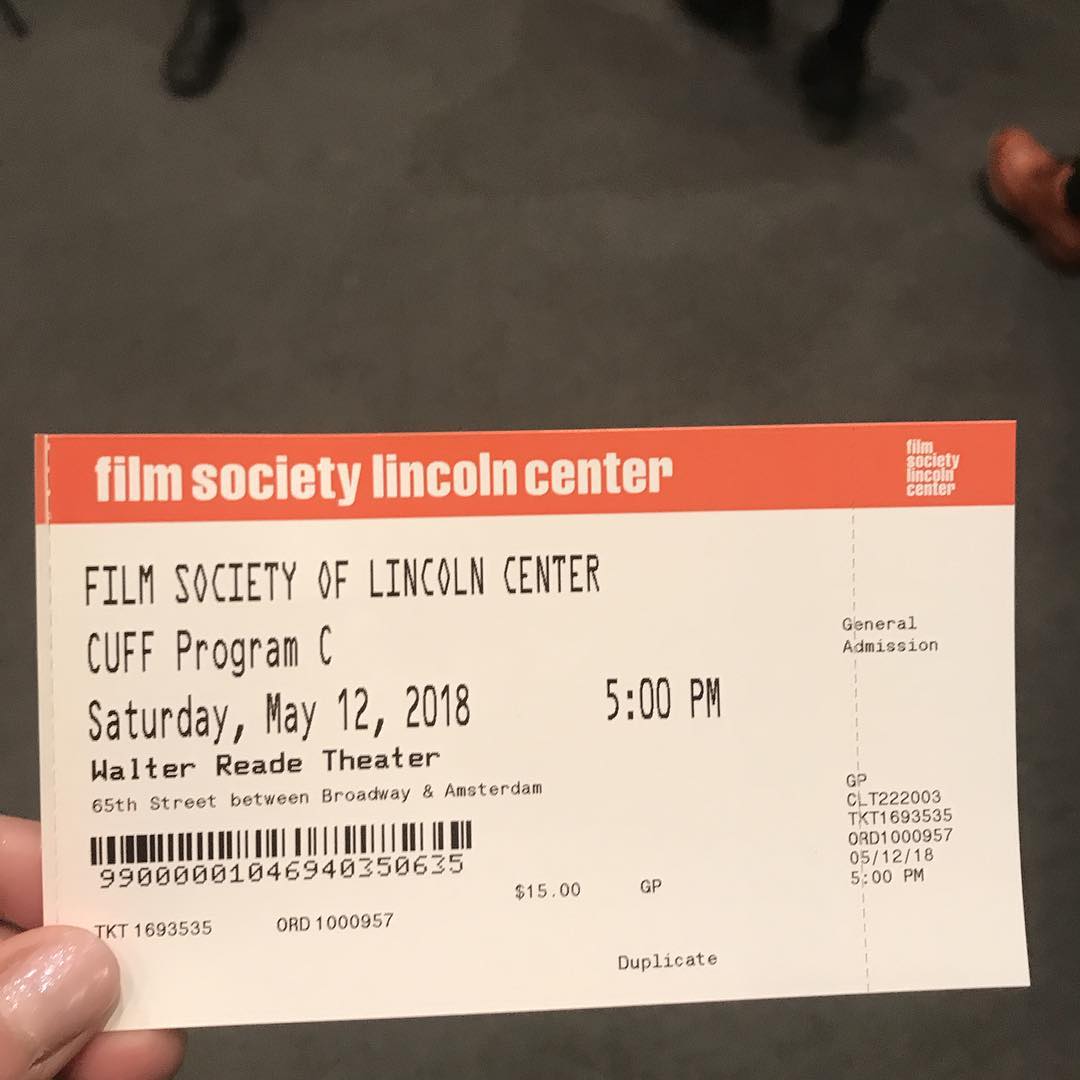 film society lincoln center
film
society
lincoln
center
FILM SOCIETY OF LINCOLN CENTER
CUFF Program C
Saturday, May 12, 2018 5:00 PM
Walter Reade Theater
65th Street between Broadway & Amsterdam
99000001046940350635
$15.00 GP
TKT 1693535 ORD 1000957
Duplicate
General
Admission
GP
CLT222003
TKT1693535
ORD1000957
05/12/18
5:00 PM